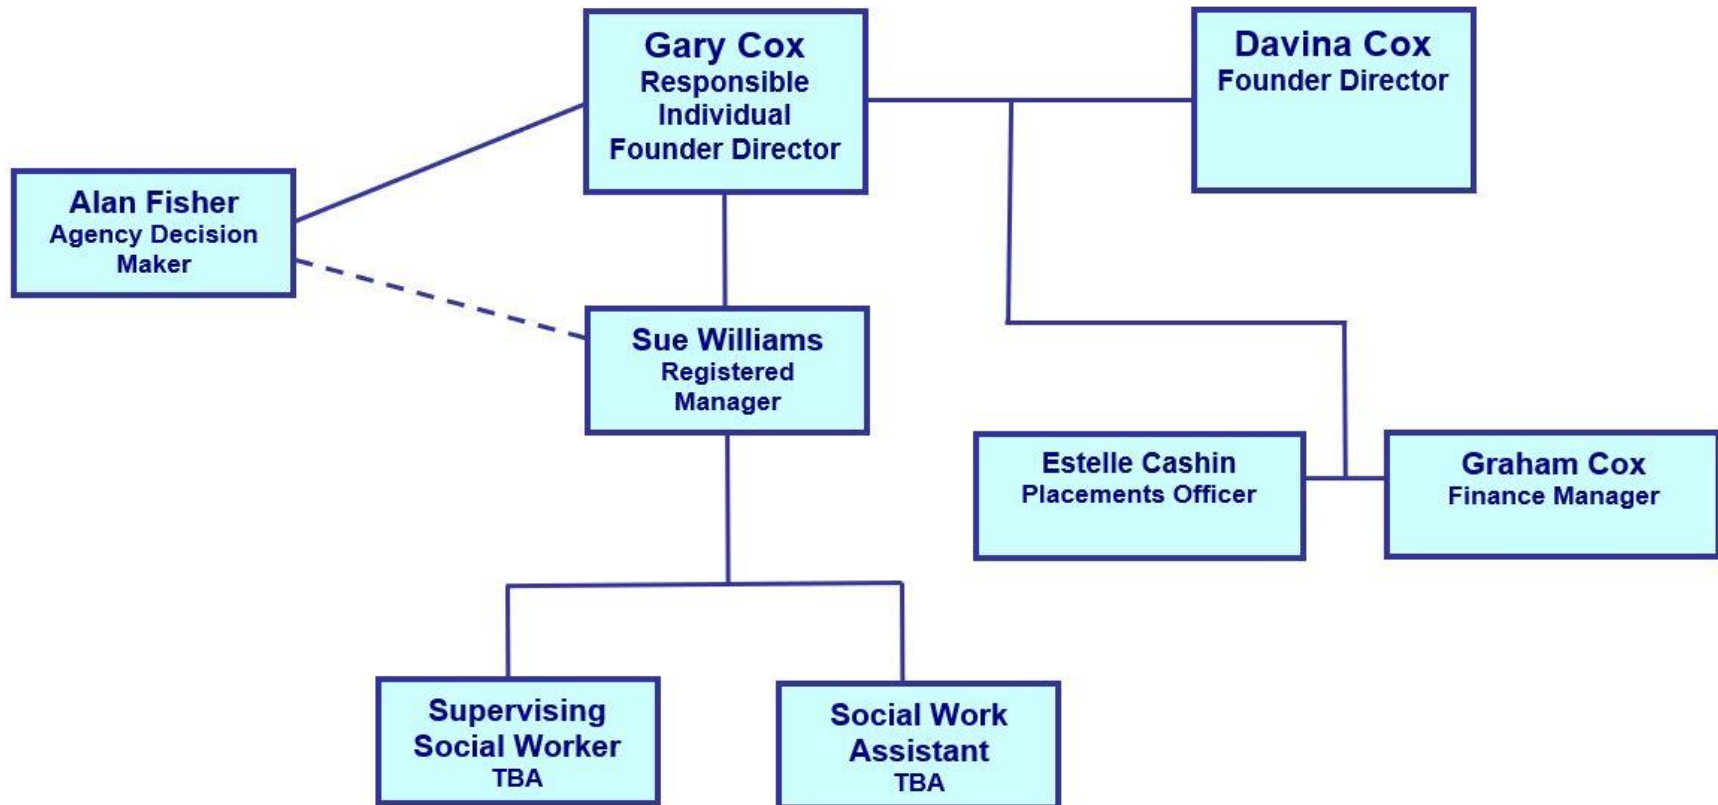 Gary Cox
Responsible
Individual
Founder Director
Davina Cox
Founder Director
Alan Fisher
Agency Decision
Maker
Sue Williams
Registered
Manager
Estelle Cashin
Placements Officer
Graham Cox
Finance Manager
Supervising
Social Worker
TBA
Social Work
Assistant
TBA